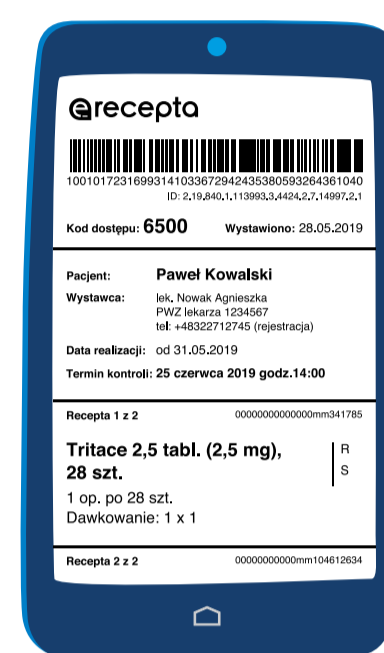 erecepta
10010172316993141033672942435380593264361040
ID: 2.19.840.1.113993.3.4424.2.7.14997.2.1
Kod dostępu: 6500 Wystawiono: 28.05.2019
Pacjent: Paweł Kowalski
Wystawca: lek. Nowak Agnieszka
PWZ lekarza 1234567
tel: +48322712745 (rejestracja)
Data realizacji: od 31.05.2019
Termin kontroli: 25 czerwca 2019 godz.14:00
Recepta 1 z 2 00000000000000mm341785
Tritace 2,5 tabl. (2,5 mg), R
28 szt. S
1 op. po 28 szt.
Dawkowanie: 1 x 1
Recepta 2 z 2 00000000000mm104612634